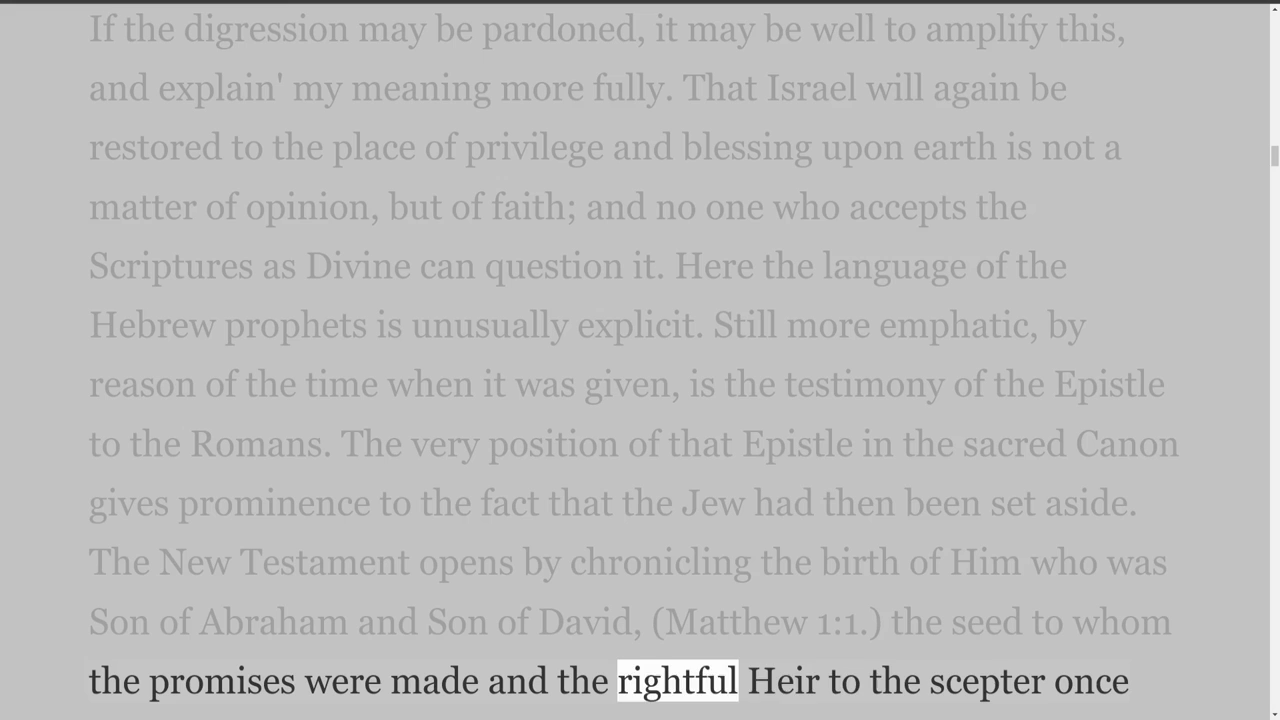 If the digression may be pardoned, it may be well to amplify this,
and explain' my meaning more fully. That Israel will again be
restored to the place of privilege and blessing upon earth is not a
matter of opinion, but of faith; and no one who accepts the
Scriptures as Divine can question it. Here the language of the
Hebrew prophets is unusually explicit. Still more emphatic, by
reason of the time when it was given, is the testimony of the Epistle
to the Romans. The very position of that Epistle in the sacred Canon
gives prominence to the fact that the Jew had then been set aside.
The New Testament opens by chronicling the birth of Him who was
Son of Abraham and Son of David, (Matthew 1:1.) the seed to whom
the promises were made and the rightful Heir to the scepter once